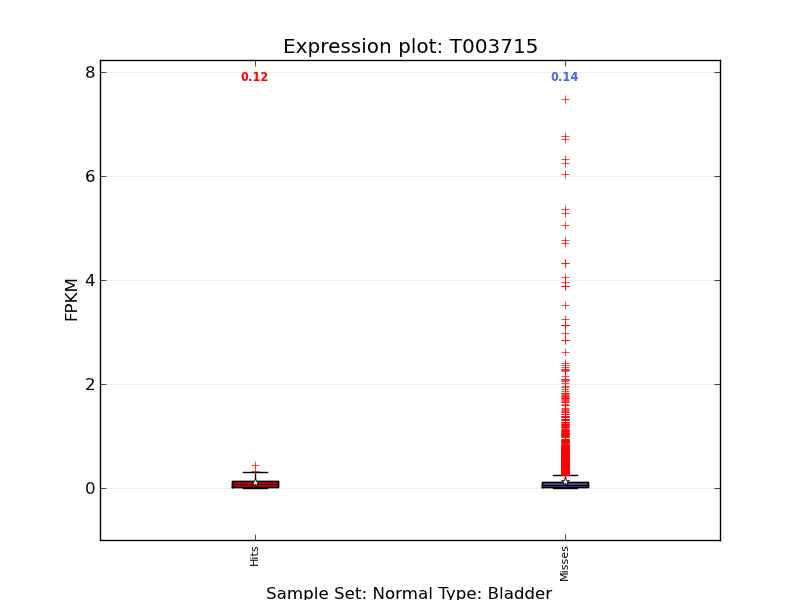 Expression plot: T003715
0.12
0.14
8
6
4
2
0
FPKM
Hits
Misses
Sample Set: Normal Type: Bladder